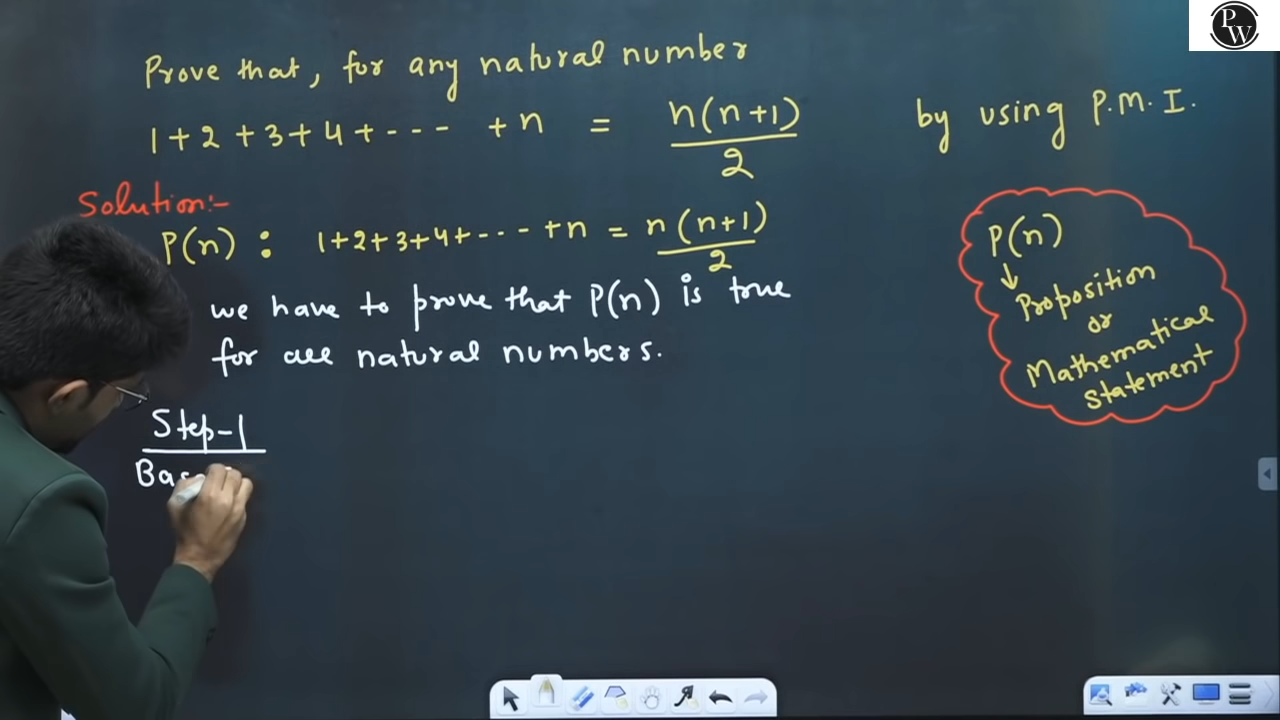 PW
Prove that, for any natural number
1+2+3+4+--- +n = n(n+1)/2 by using P.M.I.
Solution:-
P(n) : 1+2+3+4+--- +n = n(n+1)/2
we have to prove that P(n) is true
for all natural numbers.
P(n)
↓
Proposition
or
Mathematical
Statement
Step-1